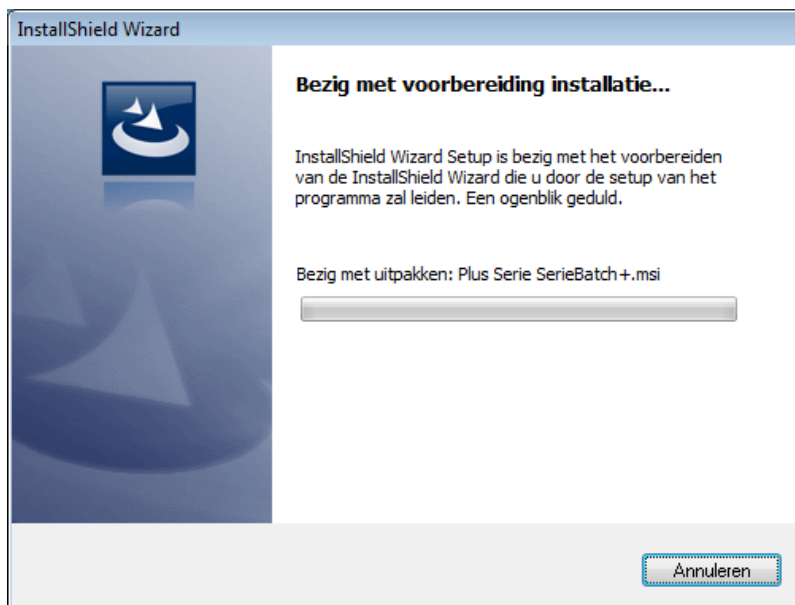 InstallShield Wizard
Bezig met voorbereiding installatie...
InstallShield Wizard Setup is bezig met het voorbereiden
van de InstallShield Wizard die u door de setup van het
programma zal leiden. Een ogenblik geduld.
Bezig met uitpakken: Plus Serie SerieBatch+.msi
Annuleren